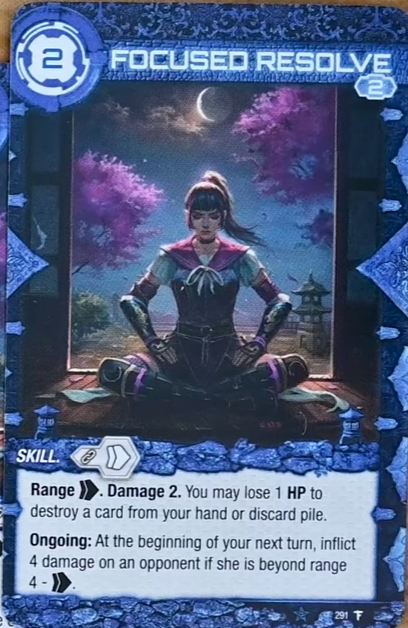 2
FOCUSED RESOLVE
2
SKILL.
Range . Damage 2. You may lose 1 HP to
destroy a card from your hand or discard pile.
Ongoing: At the beginning of your next turn, inflict
4 damage on an opponent if she is beyond range
4 - .
291